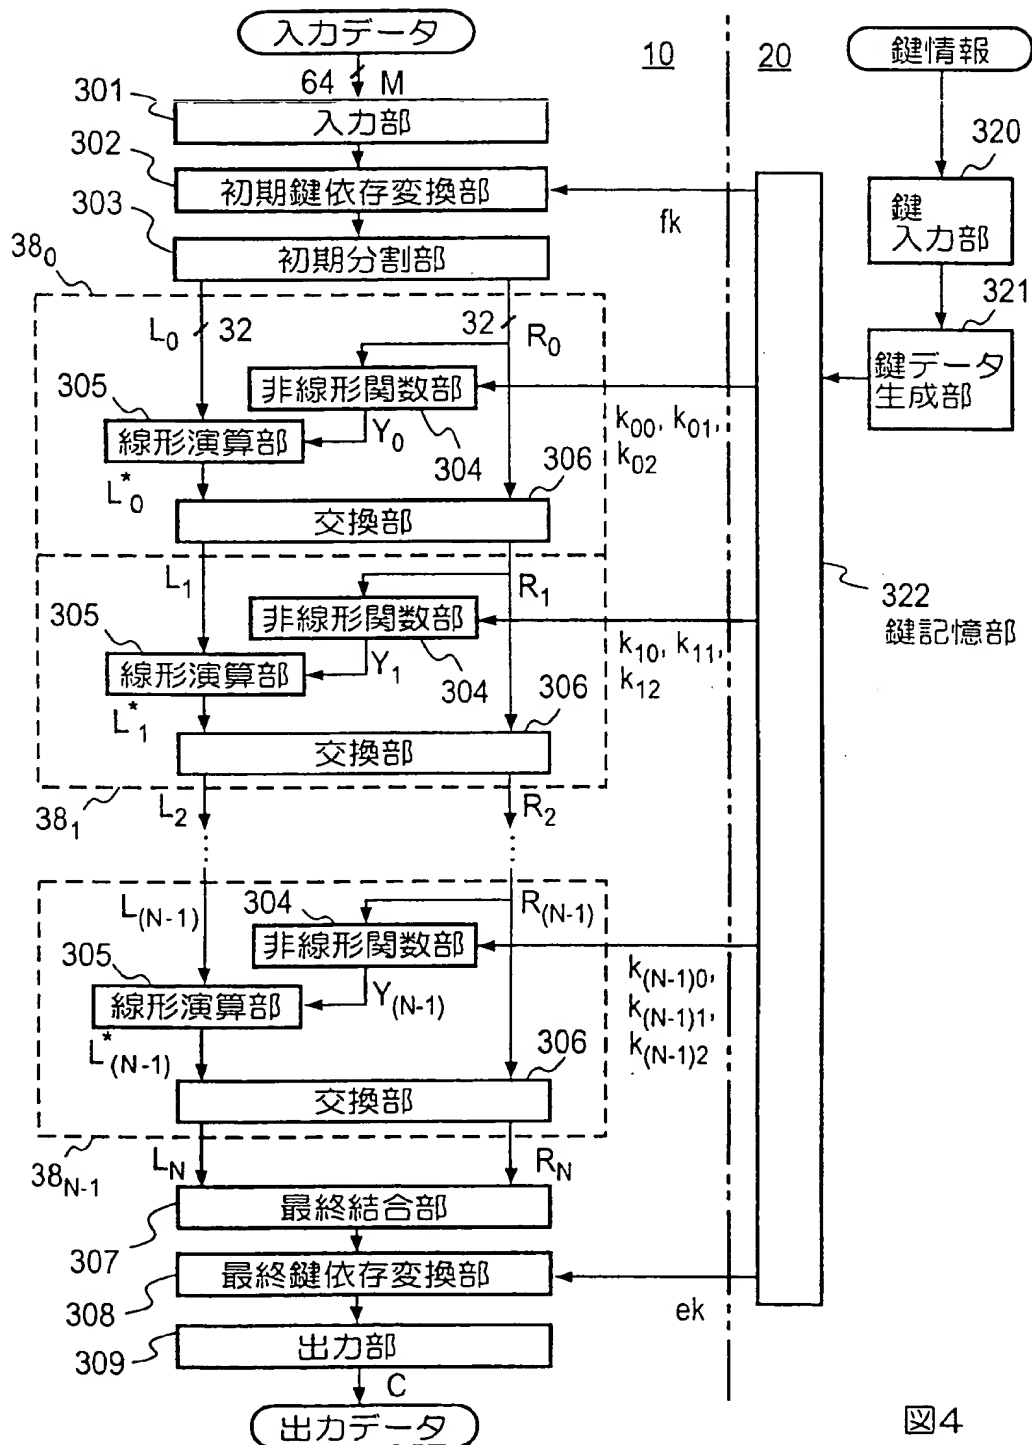 入力データ
64 M
301
入力部
302
初期鍵依存変換部
fk
303
初期分割部
38₀
L₀ 32
32 R₀
非線形関数部
k₀₀, k₀₁,
k₀₂
305
線形演算部
Y₀
304
306
L*₀
交換部
L₁
R₁
非線形関数部
k₁₀, k₁₁,
k₁₂
305
線形演算部
Y₁
304
306
L*₁
交換部
38₁
L₂
R₂
⋮
⋮
L(N-1)
304
R(N-1)
非線形関数部
k(N-1)0,
k(N-1)1,
k(N-1)2
305
線形演算部
Y(N-1)
306
L*(N-1)
交換部
38N-1
LN
RN
最終結合部
307
最終鍵依存変換部
308
ek
出力部
309
C
出力データ
10
20
鍵情報
320
鍵
入力部
321
鍵データ
生成部
322
鍵記憶部
図4